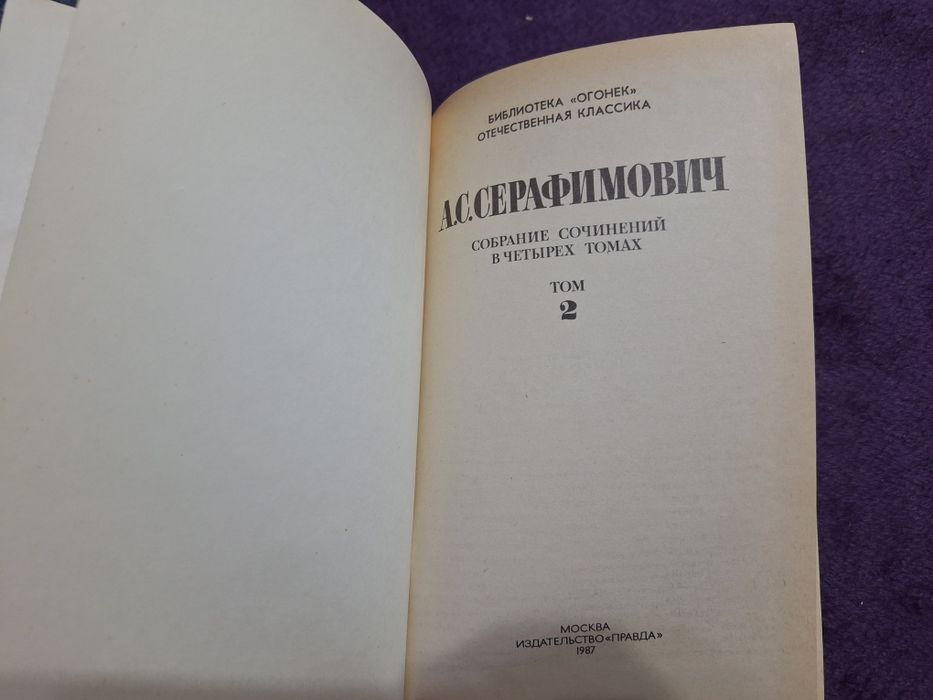 БИБЛИОТЕКА «ОГОНЕК»
ОТЕЧЕСТВЕННАЯ КЛАССИКА
А.С.СЕРАФИМОВИЧ
СОБРАНИЕ СОЧИНЕНИЙ
В ЧЕТЫРЕХ ТОМАХ
ТОМ
2
МОСКВА
ИЗДАТЕЛЬСТВО «ПРАВДА»
1987